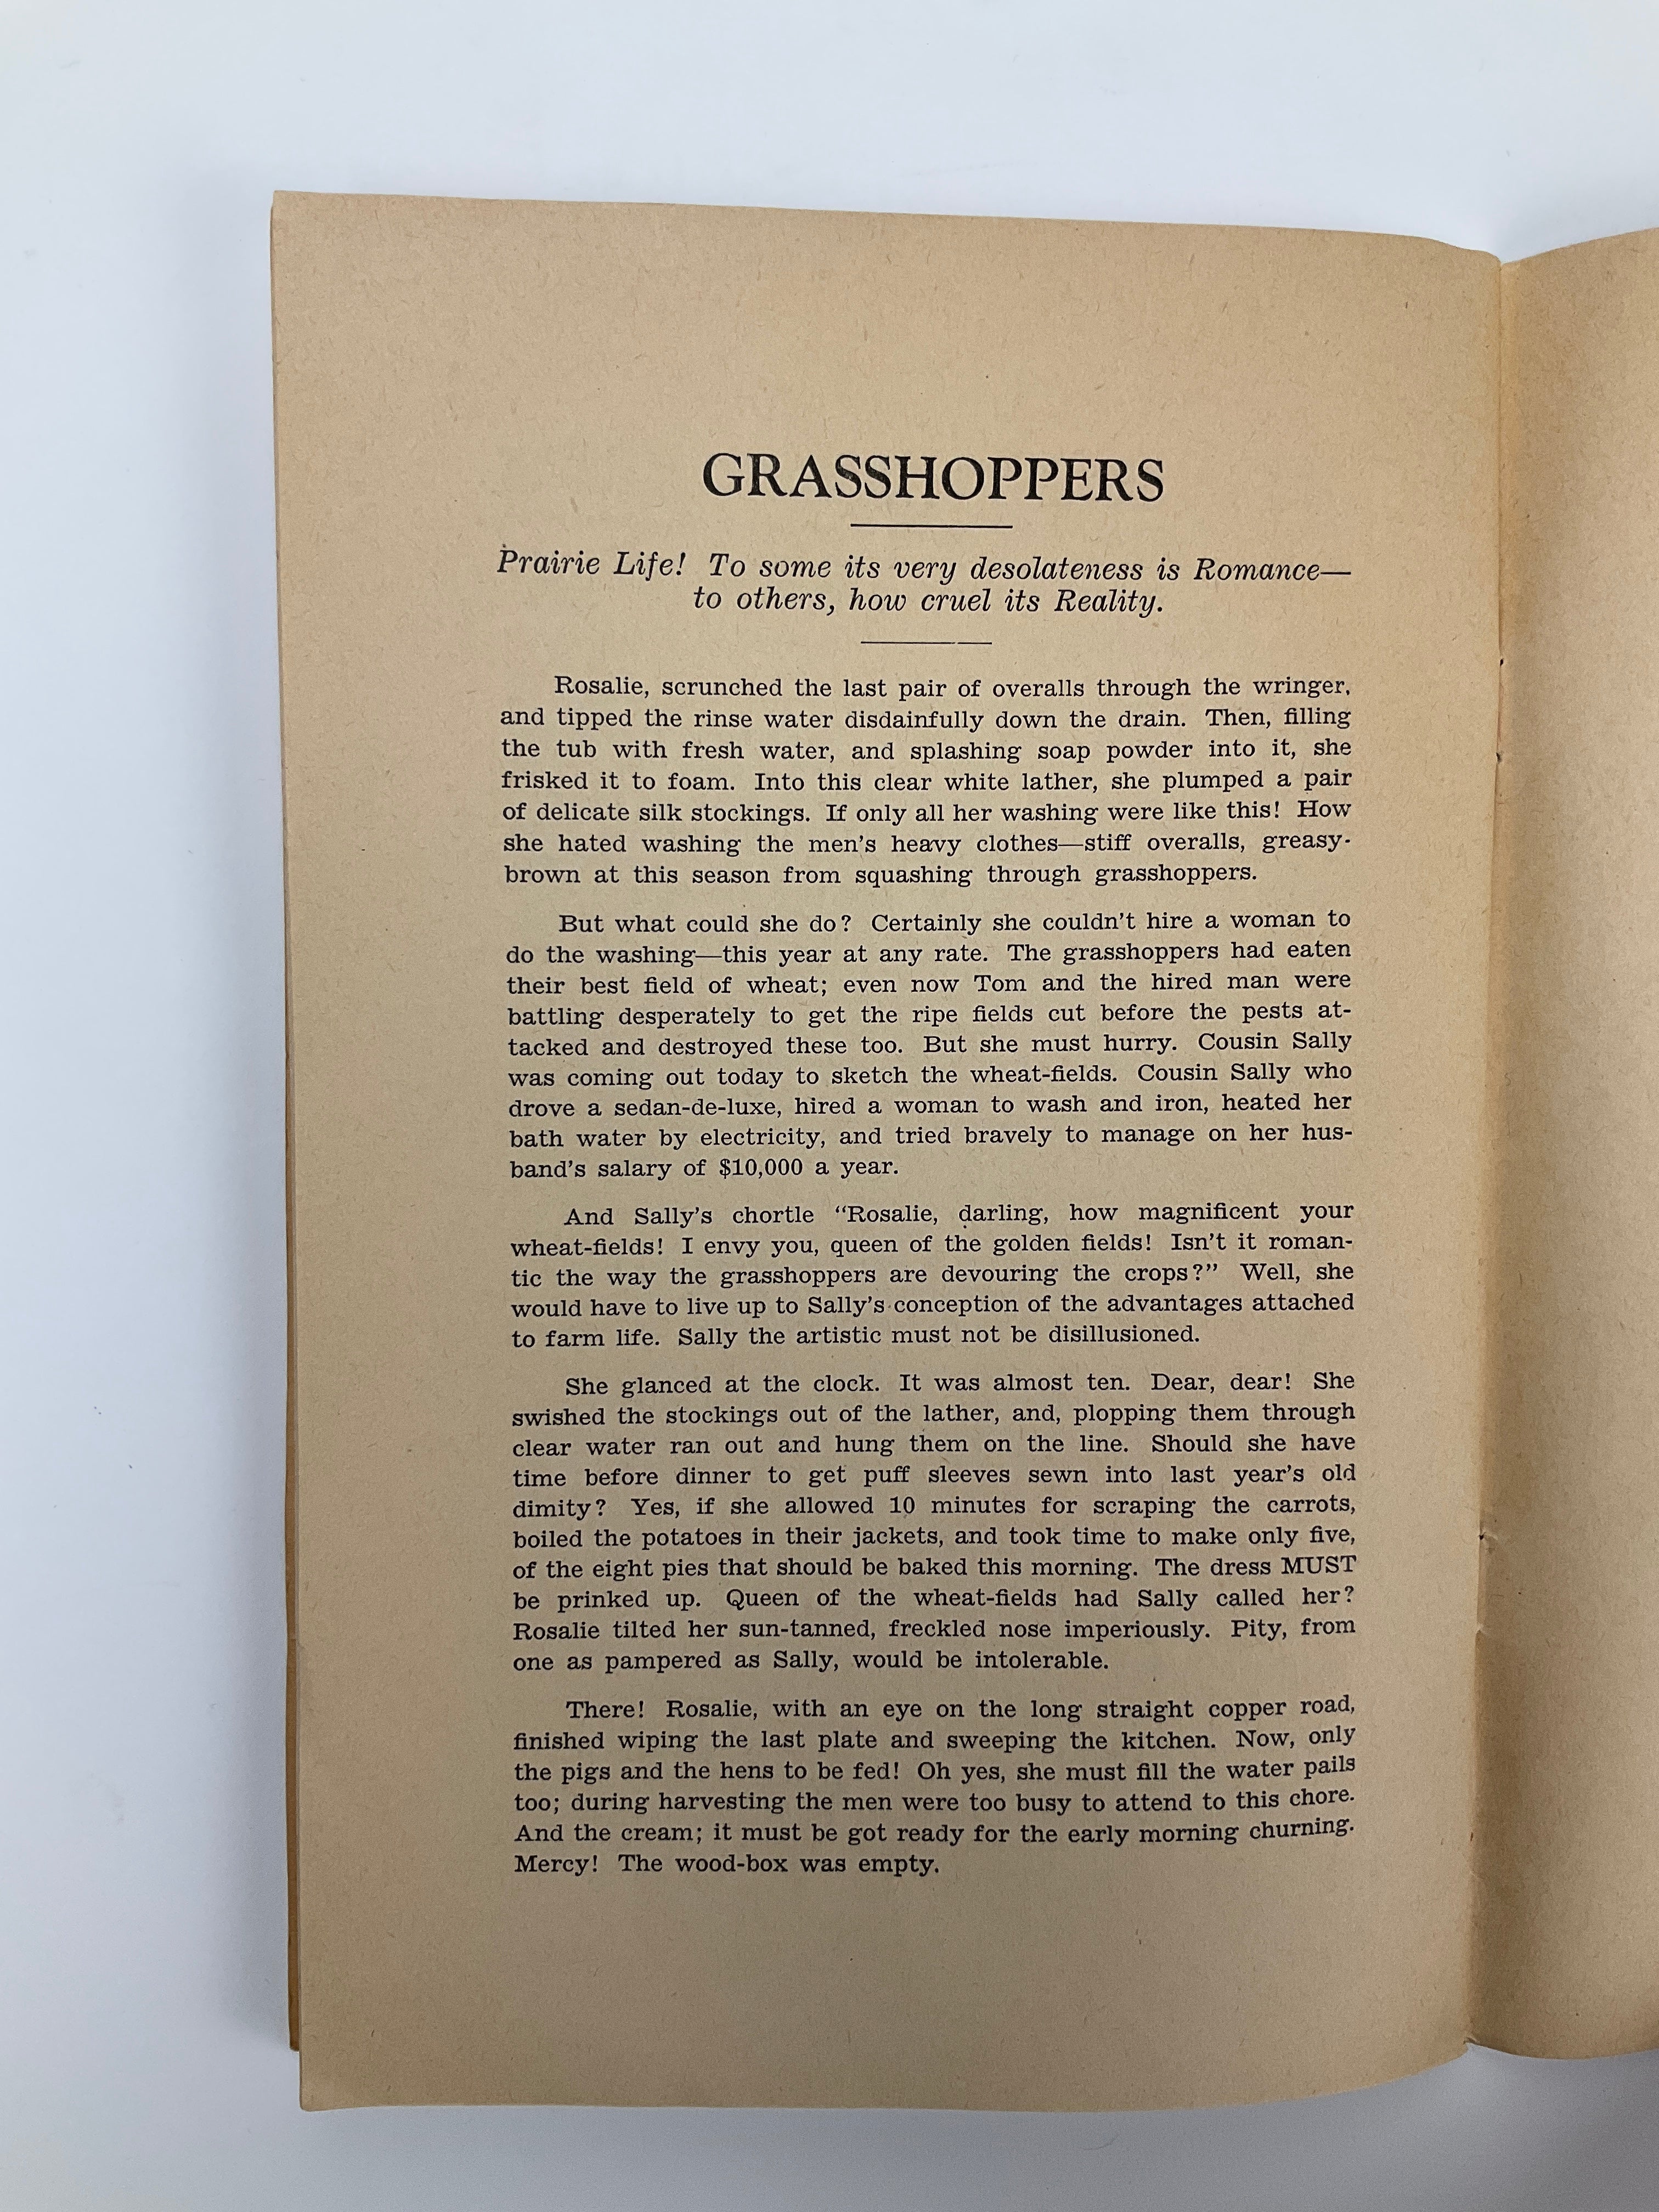 GRASSHOPPERS
Prairie Life! To some its very desolateness is Romance—
to others, how cruel its Reality.
Rosalie, scrunched the last pair of overalls through the wringer,
and tipped the rinse water disdainfully down the drain. Then, filling
the tub with fresh water, and splashing soap powder into it, she
frisked it to foam. Into this clear white lather, she plumped a pair
of delicate silk stockings. If only all her washing were like this! How
she hated washing the men's heavy clothes—stiff overalls, greasy-
brown at this season from squashing through grasshoppers.
But what could she do? Certainly she couldn't hire a woman to
do the washing—this year at any rate. The grasshoppers had eaten
their best field of wheat; even now Tom and the hired man were
battling desperately to get the ripe fields cut before the pests at-
tacked and destroyed these too. But she must hurry. Cousin Sally
was coming out today to sketch the wheat-fields. Cousin Sally who
drove a sedan-de-luxe, hired a woman to wash and iron, heated her
bath water by electricity, and tried bravely to manage on her hus-
band's salary of $10,000 a year.
And Sally's chortle "Rosalie, darling, how magnificent your
wheat-fields! I envy you, queen of the golden fields! Isn't it roman-
tic the way the grasshoppers are devouring the crops?" Well, she
would have to live up to Sally's conception of the advantages attached
to farm life. Sally the artistic must not be disillusioned.
She glanced at the clock. It was almost ten. Dear, dear! She
swished the stockings out of the lather, and, plopping them through
clear water ran out and hung them on the line. Should she have
time before dinner to get puff sleeves sewn into last year's old
dimity? Yes, if she allowed 10 minutes for scraping the carrots,
boiled the potatoes in their jackets, and took time to make only five,
of the eight pies that should be baked this morning. The dress MUST
be prinked up. Queen of the wheat-fields had Sally called her?
Rosalie tilted her sun-tanned, freckled nose imperiously. Pity, from
one as pampered as Sally, would be intolerable.
There! Rosalie, with an eye on the long straight copper road,
finished wiping the last plate and sweeping the kitchen. Now, only
the pigs and the hens to be fed! Oh yes, she must fill the water pails
too; during harvesting the men were too busy to attend to this chore.
And the cream; it must be got ready for the early morning churning.
Mercy! The wood-box was empty.